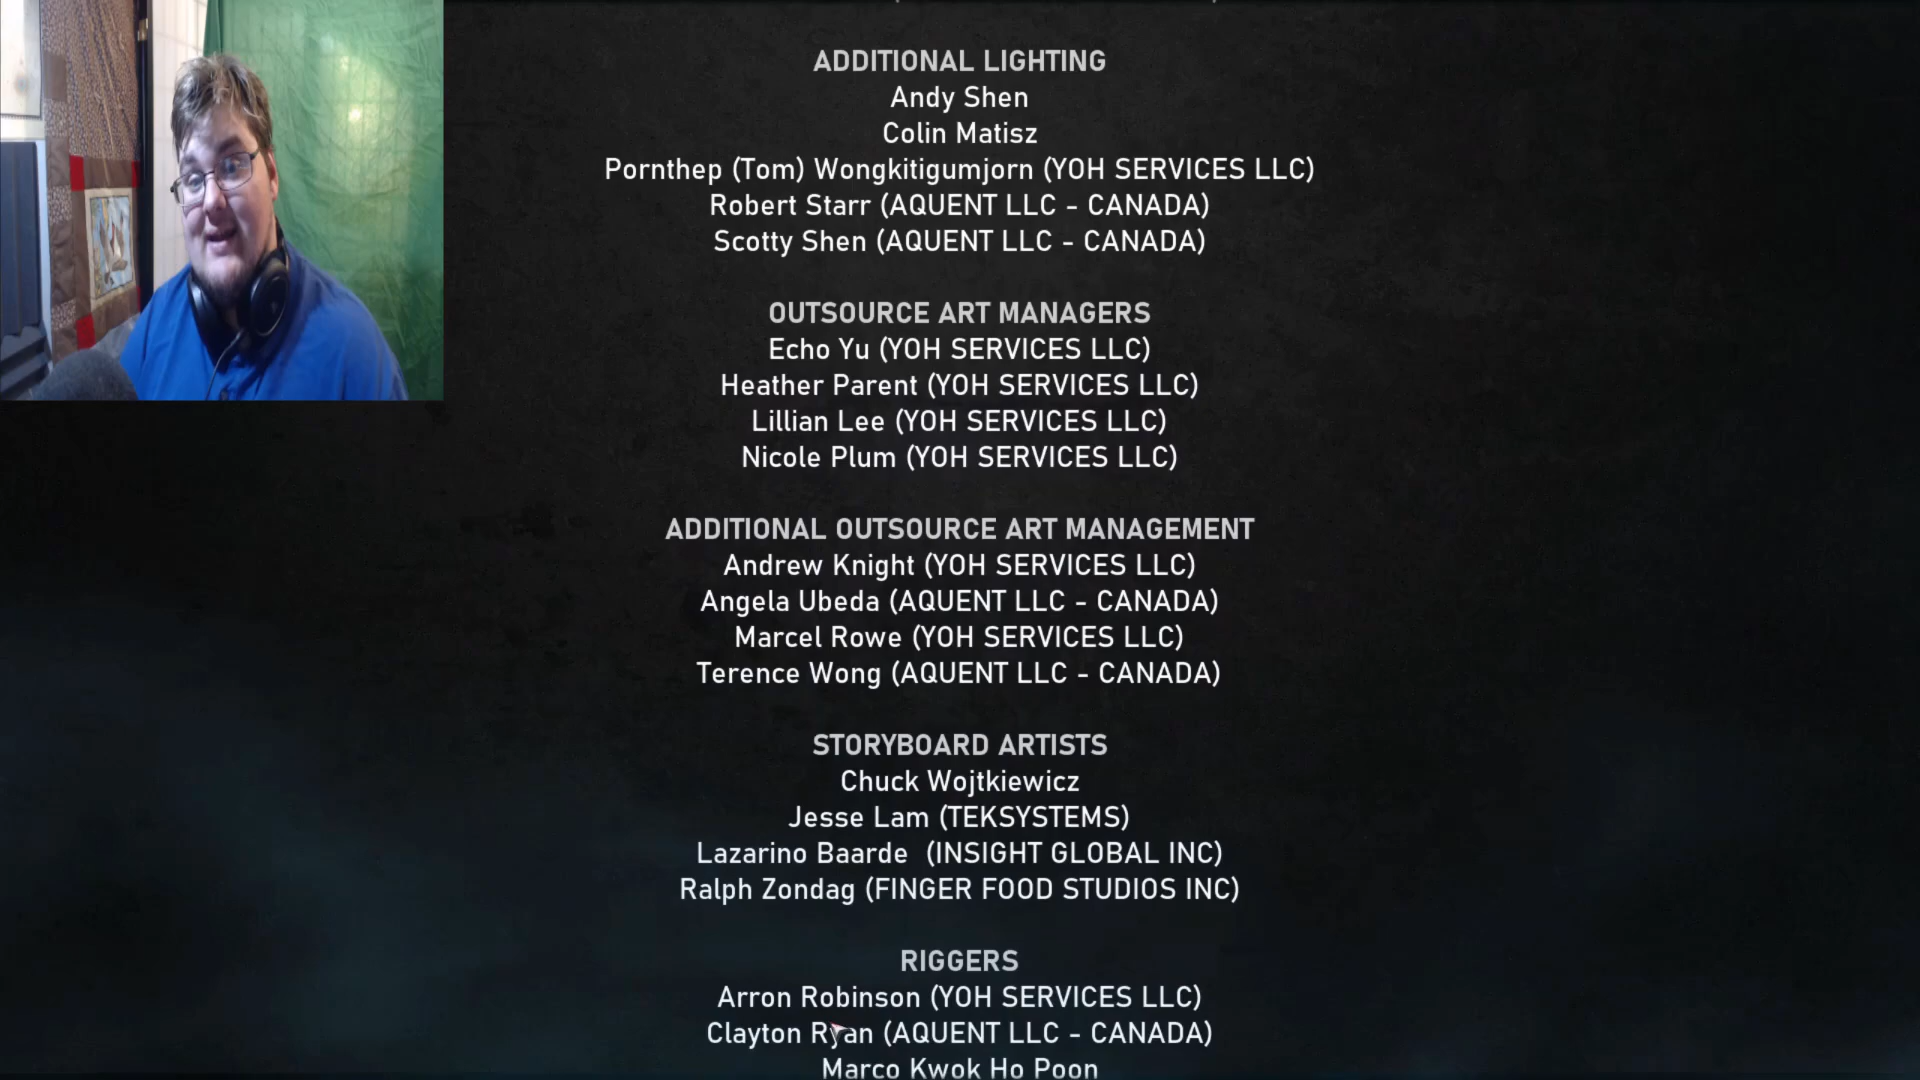 ADDITIONAL LIGHTING
Andy Shen
Colin Matisz
Pornthep (Tom) Wongkitigumjorn (YOH SERVICES LLC)
Robert Starr (AQUENT LLC - CANADA)
Scotty Shen (AQUENT LLC - CANADA)
OUTSOURCE ART MANAGERS
Echo Yu (YOH SERVICES LLC)
Heather Parent (YOH SERVICES LLC)
Lillian Lee (YOH SERVICES LLC)
Nicole Plum (YOH SERVICES LLC)
ADDITIONAL OUTSOURCE ART MANAGEMENT
Andrew Knight (YOH SERVICES LLC)
Angela Ubeda (AQUENT LLC - CANADA)
Marcel Rowe (YOH SERVICES LLC)
Terence Wong (AQUENT LLC - CANADA)
STORYBOARD ARTISTS
Chuck Wojtkiewicz
Jesse Lam (TEKSYSTEMS)
Lazarino Baarde (INSIGHT GLOBAL INC)
Ralph Zondag (FINGER FOOD STUDIOS INC)
RIGGERS
Arron Robinson (YOH SERVICES LLC)
Clayton Ryan (AQUENT LLC - CANADA)
Marco Kwok Ho Poon